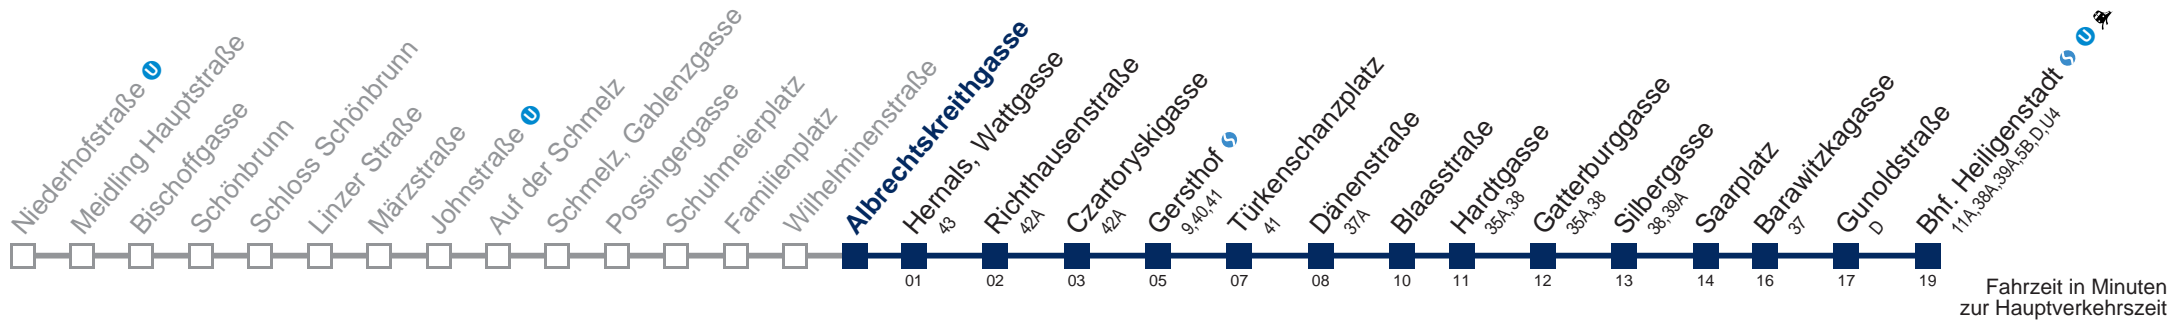 Niederhofstraße U
Meidling Hauptstraße
Bischoffgasse
Schönbrunn
Schloss Schönbrunn
Linzer Straße
Märzstraße
Johnstraße U
Auf der Schmelz
Schmelz, Gablenzgasse
Possingergasse
Schuhmeierplatz
Familienplatz
Wilhelminenstraße
Albrechtskreithgasse
Hernals, Wattgasse
43
Richthausenstraße
42A
Czartoryskigasse
42A
Gersthof S
9,40,41
Türkenschanzplatz
41
Dänenstraße
37A
Blaasstraße
Hardtgasse
35A,38
Gatterburggasse
35A,38
Silbergasse
38,39A
Saarplatz
Barawitzkagasse
37
Gunoldstraße
D
Bhf. Heiligenstadt S U
11A,38A,39A,5B,D,U4
01 02 03 05 07 08 10 11 12 13 14 16 17 19
Fahrzeit in Minuten
zur Hauptverkehrszeit